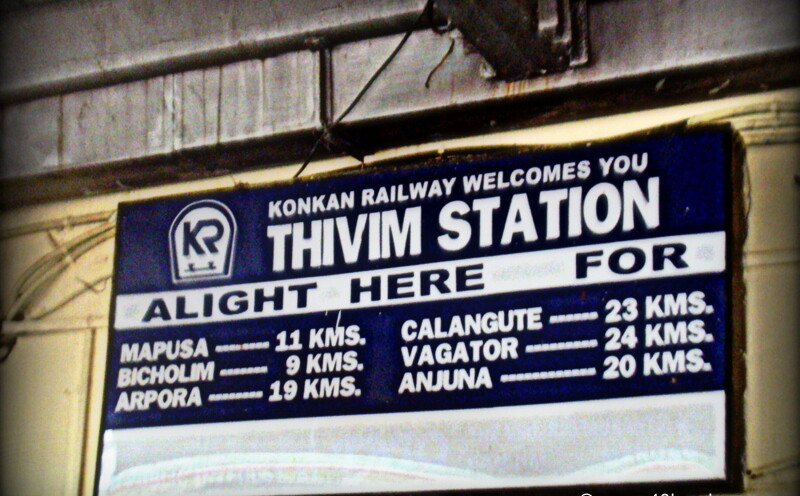 KR
KONKAN RAILWAY WELCOMES YOU
THIVIM STATION
ALIGHT HERE FOR
MAPUSA -------- 11 KMS.
BICHOLIM ------- 9 KMS.
ARPORA -------- 19 KMS.
CALANGUTE ------ 23 KMS.
VAGATOR --------- 24 KMS.
ANJUNA ------------ 20 KMS.